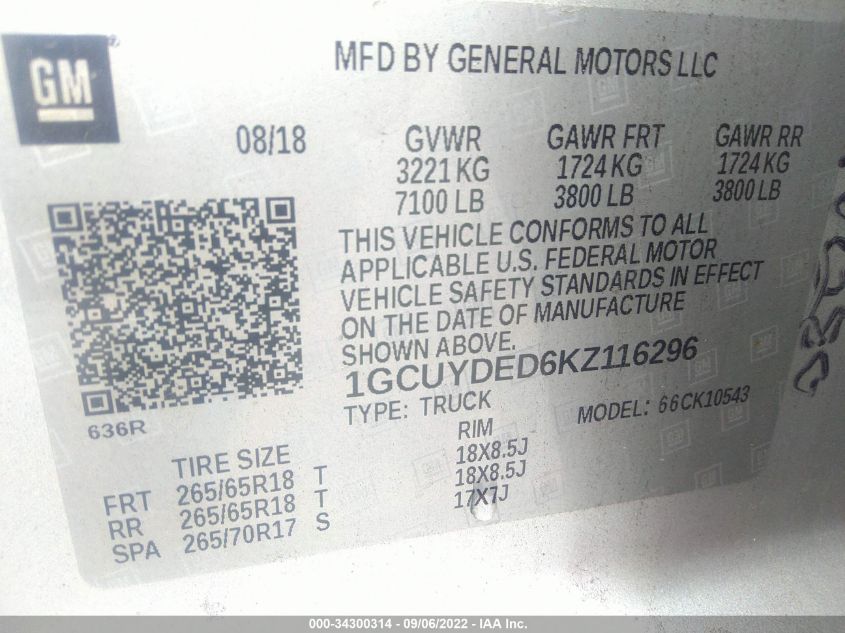 GM
MFD BY GENERAL MOTORS LLC
08/18 GVWR GAWR FRT GAWR RR
3221 KG 1724 KG 1724 KG
7100 LB 3800 LB 3800 LB
THIS VEHICLE CONFORMS TO ALL
APPLICABLE U.S. FEDERAL MOTOR
VEHICLE SAFETY STANDARDS IN EFFECT
ON THE DATE OF MANUFACTURE
SHOWN ABOVE.
1GCUYDED6KZ116296
TYPE: TRUCK MODEL: 66CK10543
636R
TIRE SIZE RIM
FRT 265/65R18 T 18X8.5J
RR 265/65R18 T 18X8.5J
SPA 265/70R17 S 17X7J
000-34300314 - 09/06/2022 - IAA Inc.